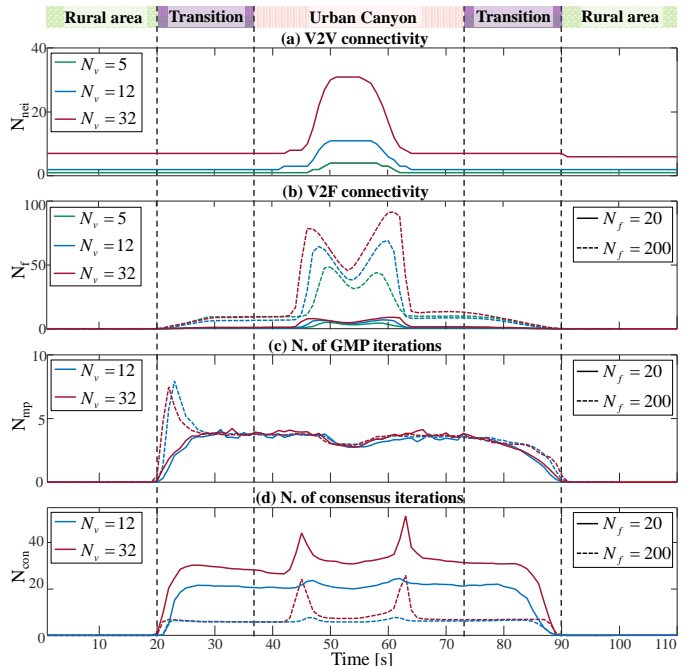 Rural area Transition Urban Canyon Transition Rural area
(a) V2V connectivity
40
20
0
N_nei
N_v = 5
N_v = 12
N_v = 32
(b) V2F connectivity
100
50
0
N_f
N_v = 5
N_v = 12
N_v = 32
N_f = 20
N_f = 200
(c) N. of GMP iterations
10
5
0
N_mp
N_v = 12
N_v = 32
N_f = 20
N_f = 200
(d) N. of consensus iterations
40
20
0
N_con
N_v = 12
N_v = 32
N_f = 20
N_f = 200
10 20 30 40 50 60 70 80 90 100 110
Time [s]